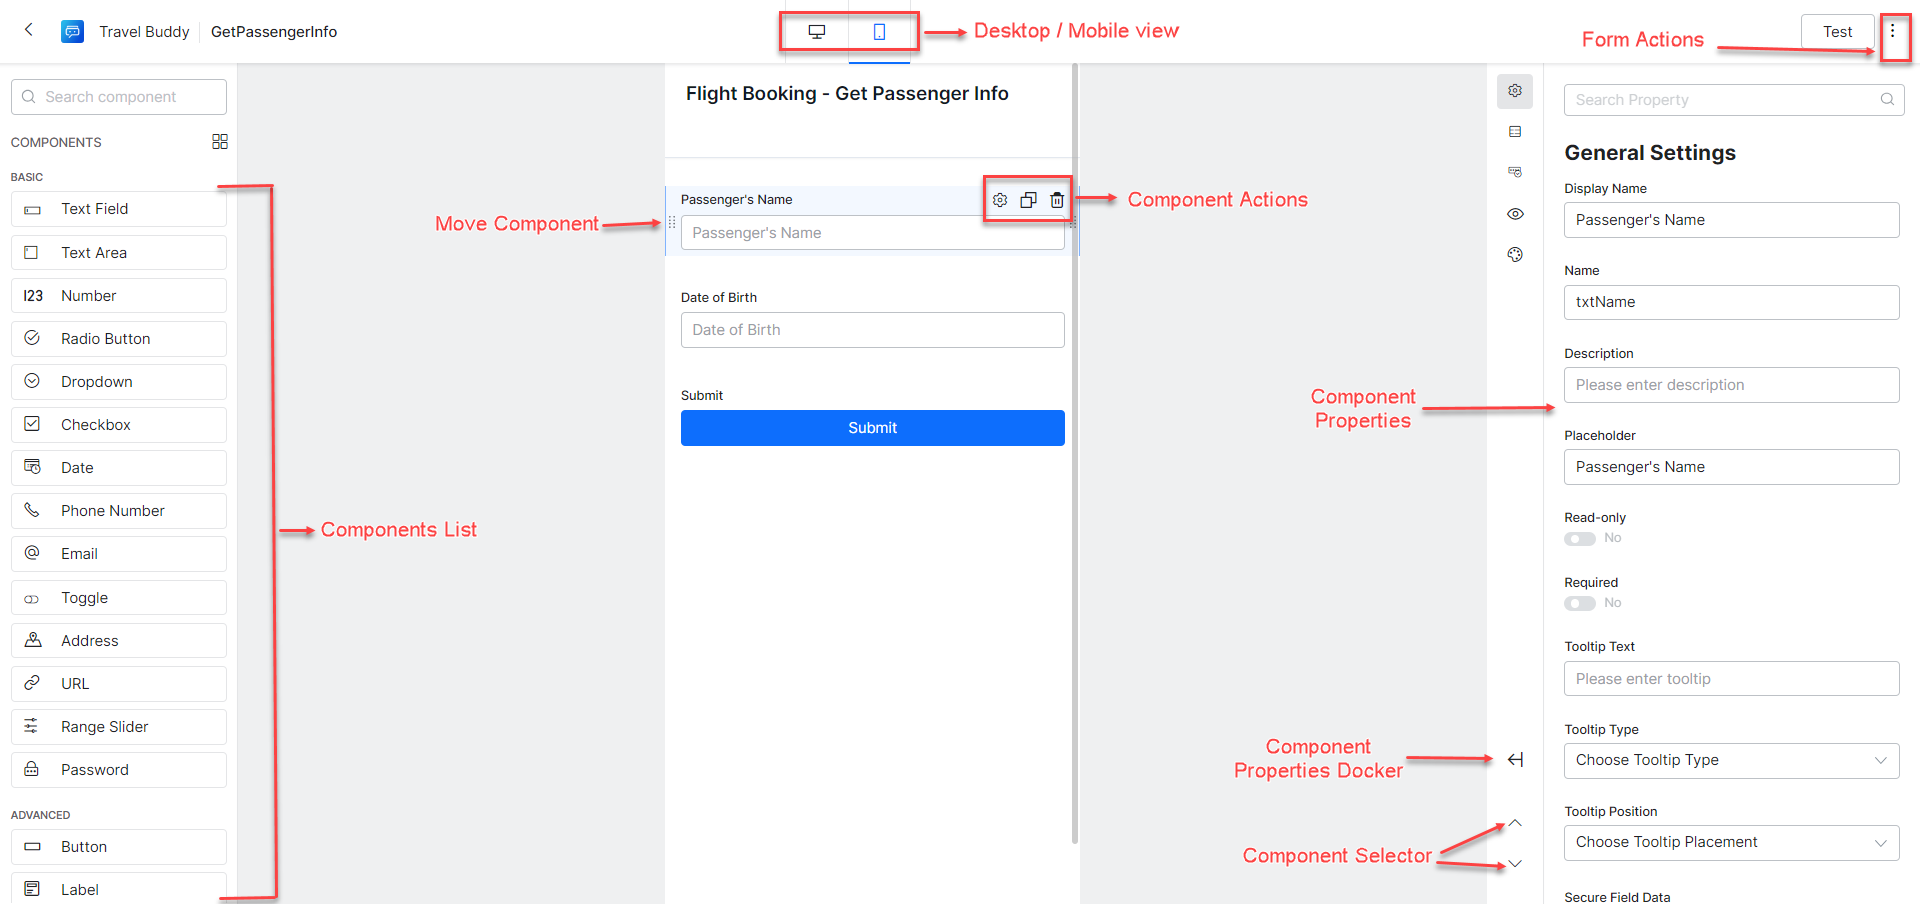 Travel Buddy
GetPassengerInfo
Desktop / Mobile view
Form Actions
Test
Search component
COMPONENTS
BASIC
Text Field
Text Area
123 Number
Radio Button
Dropdown
Checkbox
Date
Phone Number
Email
Toggle
Address
URL
Range Slider
Password
ADVANCED
Button
Label
Components List
Flight Booking - Get Passenger Info
Move Component
Passenger's Name
Passenger's Name
Component Actions
Date of Birth
Date of Birth
Submit
Submit
Component
Properties
Component
Properties Docker
Component Selector
Search Property
General Settings
Display Name
Passenger's Name
Name
txtName
Description
Please enter description
Placeholder
Passenger's Name
Read-only
No
Required
No
Tooltip Text
Please enter tooltip
Tooltip Type
Choose Tooltip Type
Tooltip Position
Choose Tooltip Placement
Secure Field Data